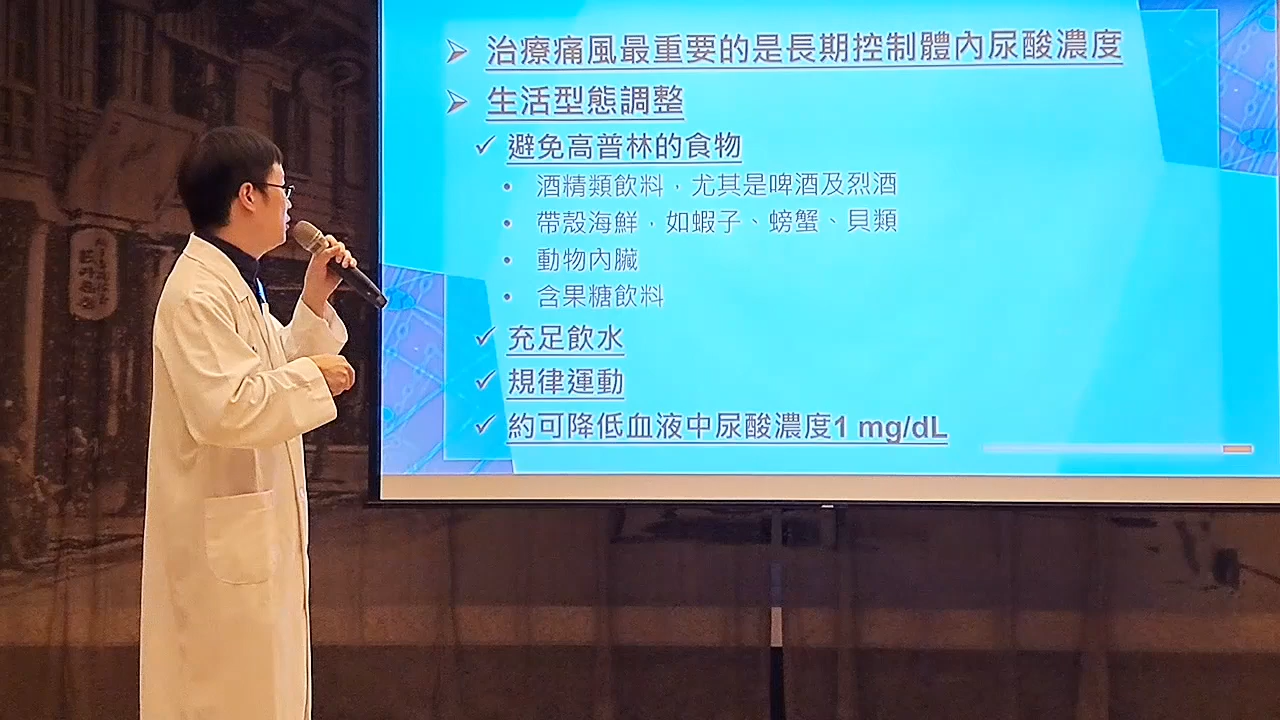 治療痛風最重要的是長期控制體內尿酸濃度
生活型態調整
避免高普林的食物
酒精類飲料，尤其是啤酒及烈酒
帶殼海鮮，如蝦子、螃蟹、貝類
動物內臟
含果糖飲料
充足飲水
規律運動
約可降低血液中尿酸濃度1 mg/dL